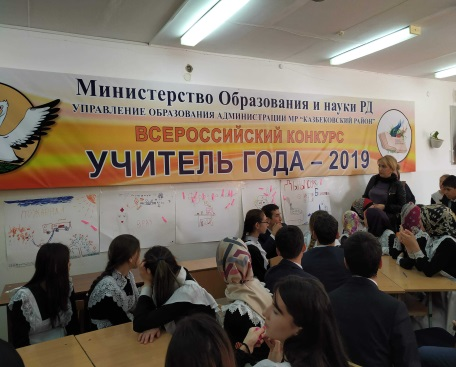 Министерство Образования и науки РД
УПРАВЛЕНИЕ ОБРАЗОВАНИЯ АДМИНИСТРАЦИИ МР "КАЗБЕКОВСКИЙ РАЙОН"
ВСЕРОССИЙСКИЙ КОНКУРС
УЧИТЕЛЬ ГОДА – 2019